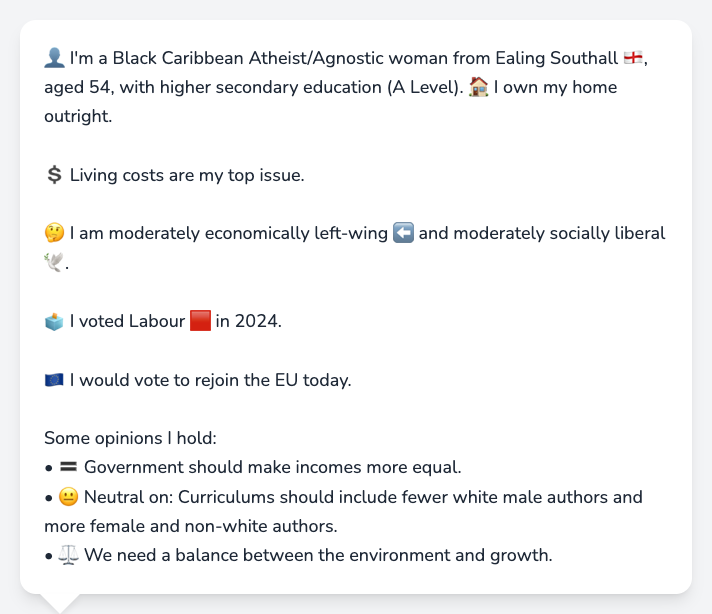 👤 I'm a Black Caribbean Atheist/Agnostic woman from Ealing Southall 🏴󠁧󠁢󠁥󠁮󠁧󠁿,
aged 54, with higher secondary education (A Level). 🏠 I own my home
outright.
💲 Living costs are my top issue.
🤔 I am moderately economically left-wing ⬅️ and moderately socially liberal
🕊️.
🗳️ I voted Labour 🟥 in 2024.
🇪🇺 I would vote to rejoin the EU today.
Some opinions I hold:
• 🟰 Government should make incomes more equal.
• 😐 Neutral on: Curriculums should include fewer white male authors and
more female and non-white authors.
• ⚖️ We need a balance between the environment and growth.